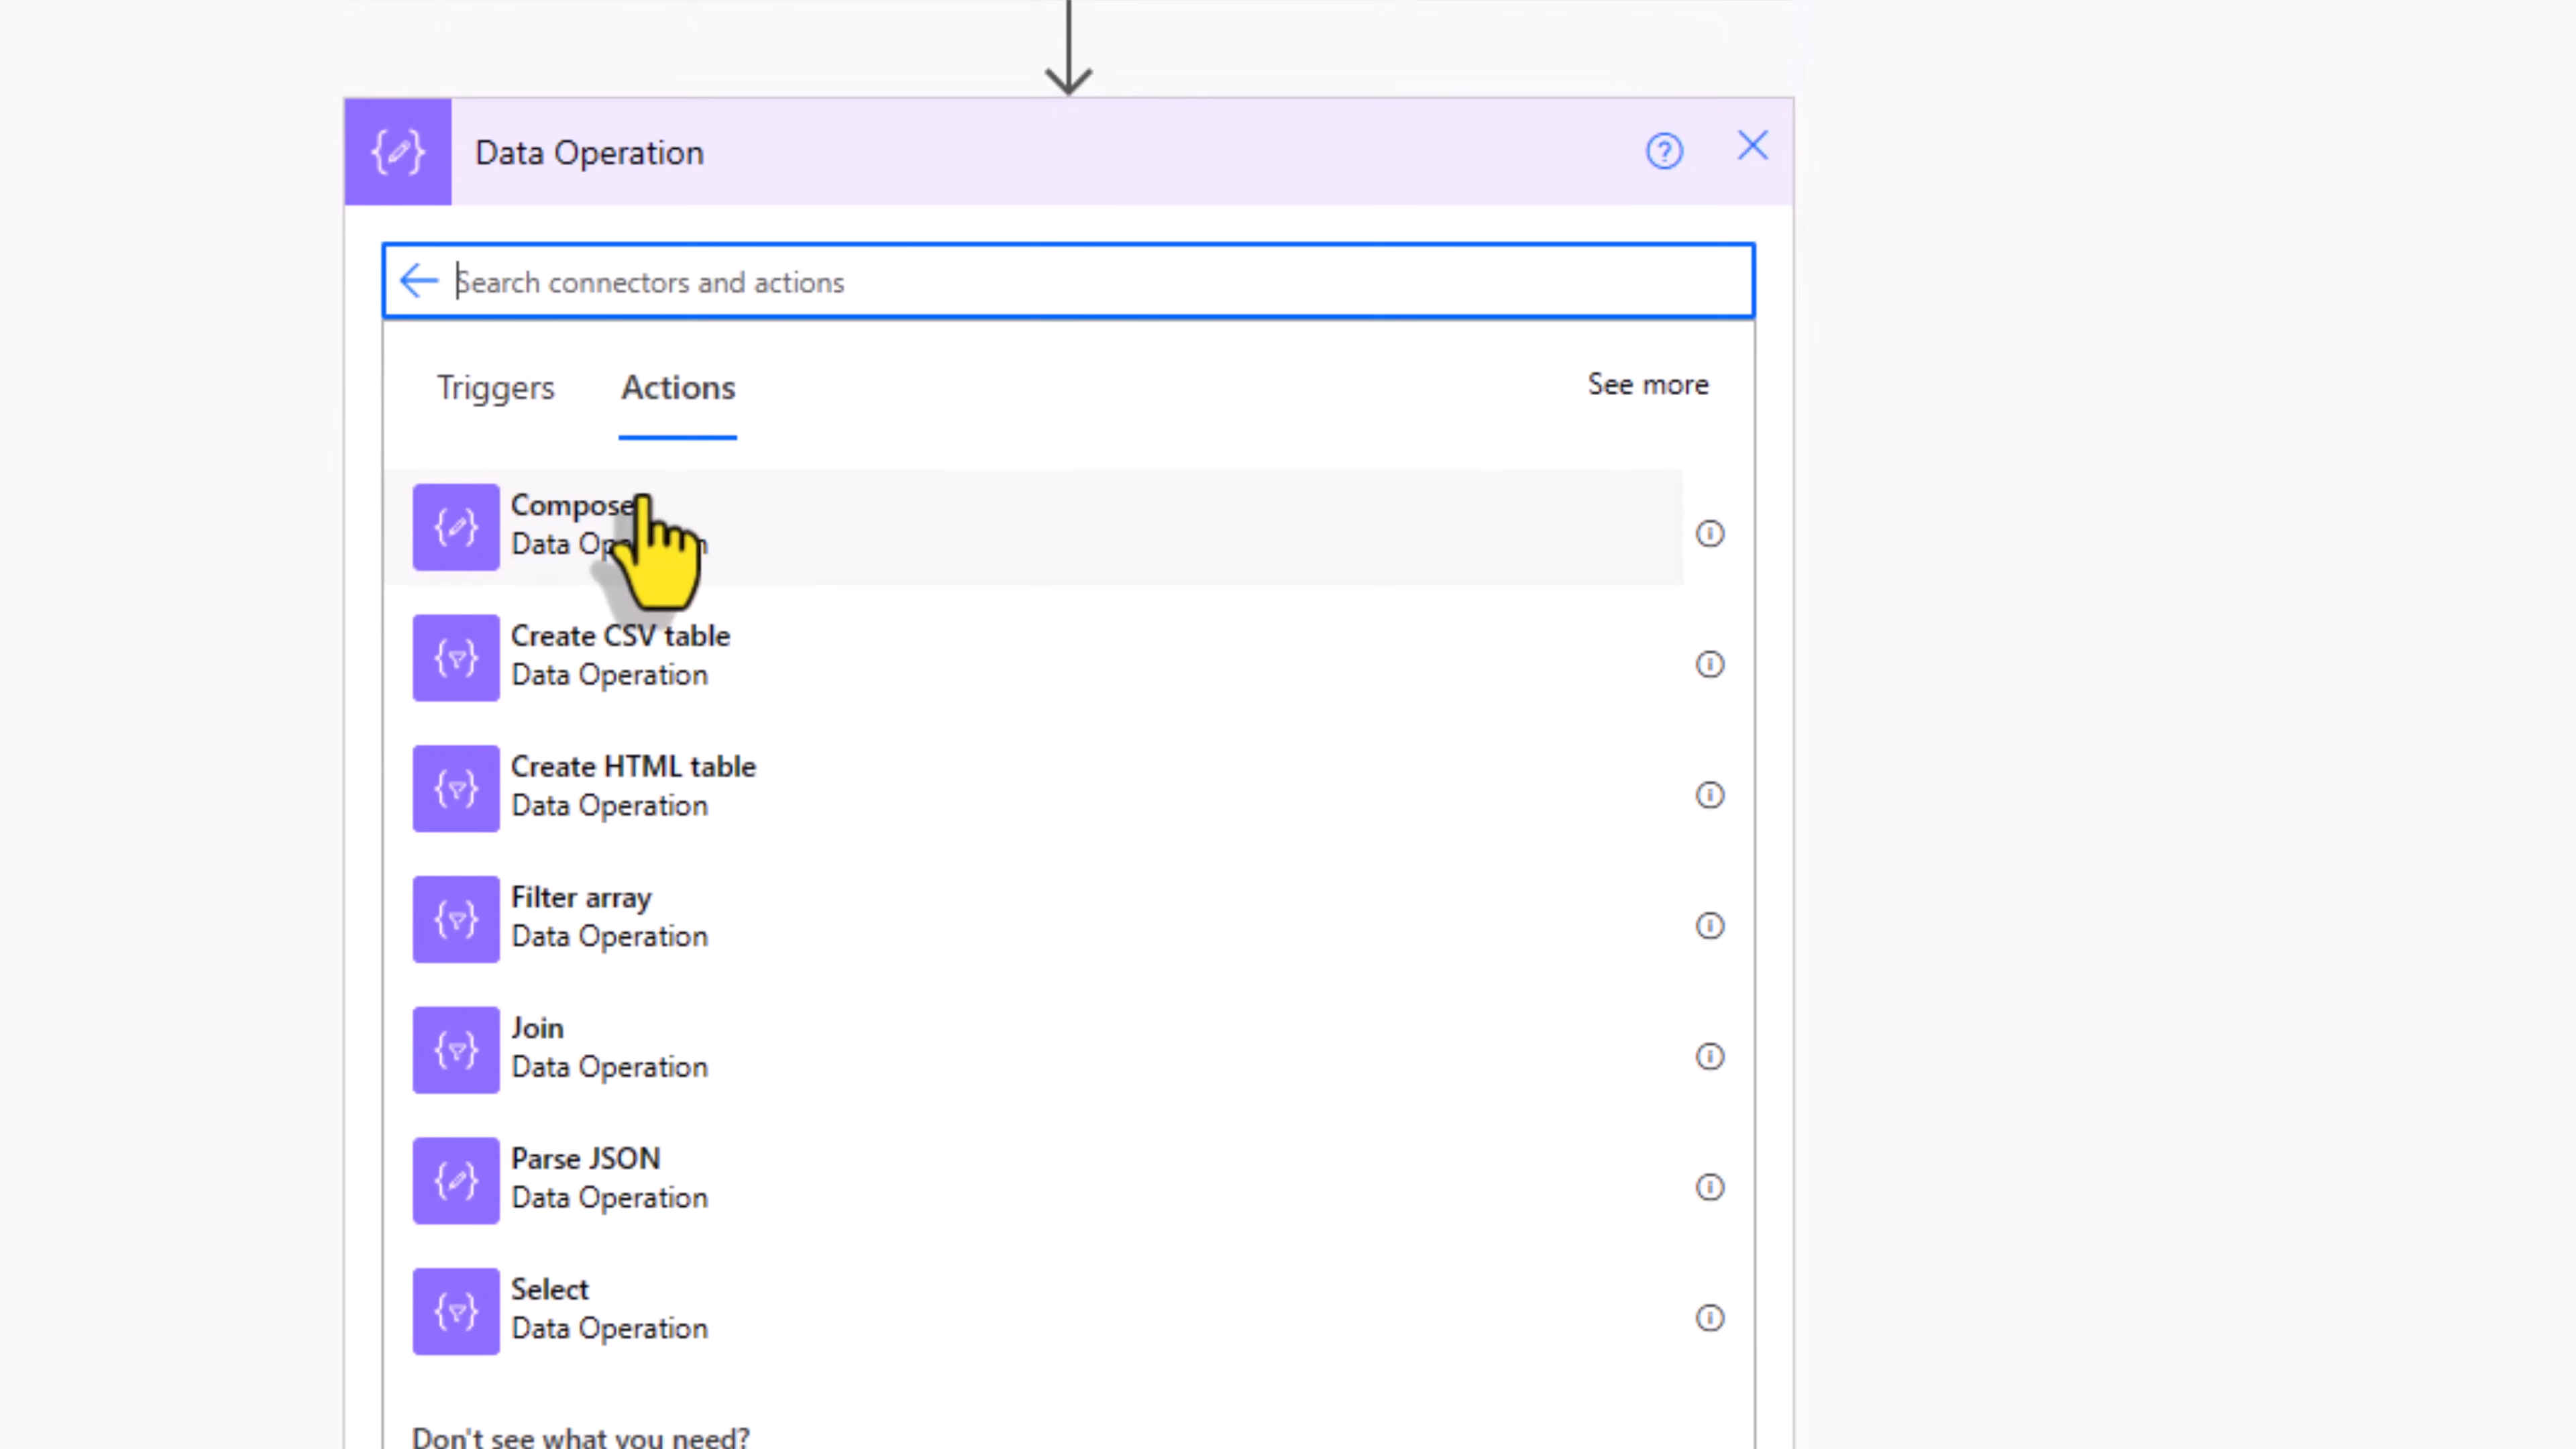 Data Operation
Search connectors and actions
Triggers
Actions
See more
Compose
Data Operation
Create CSV table
Data Operation
Create HTML table
Data Operation
Filter array
Data Operation
Join
Data Operation
Parse JSON
Data Operation
Select
Data Operation
Don't see what you need?